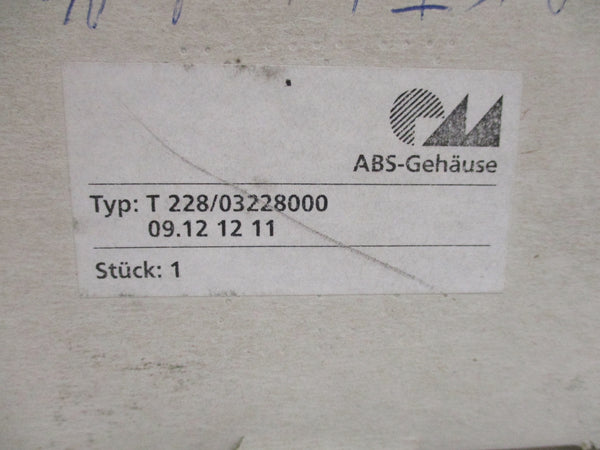 ABS-Gehäuse
Typ: T 228/03228000
09.12 12 11
Stück: 1